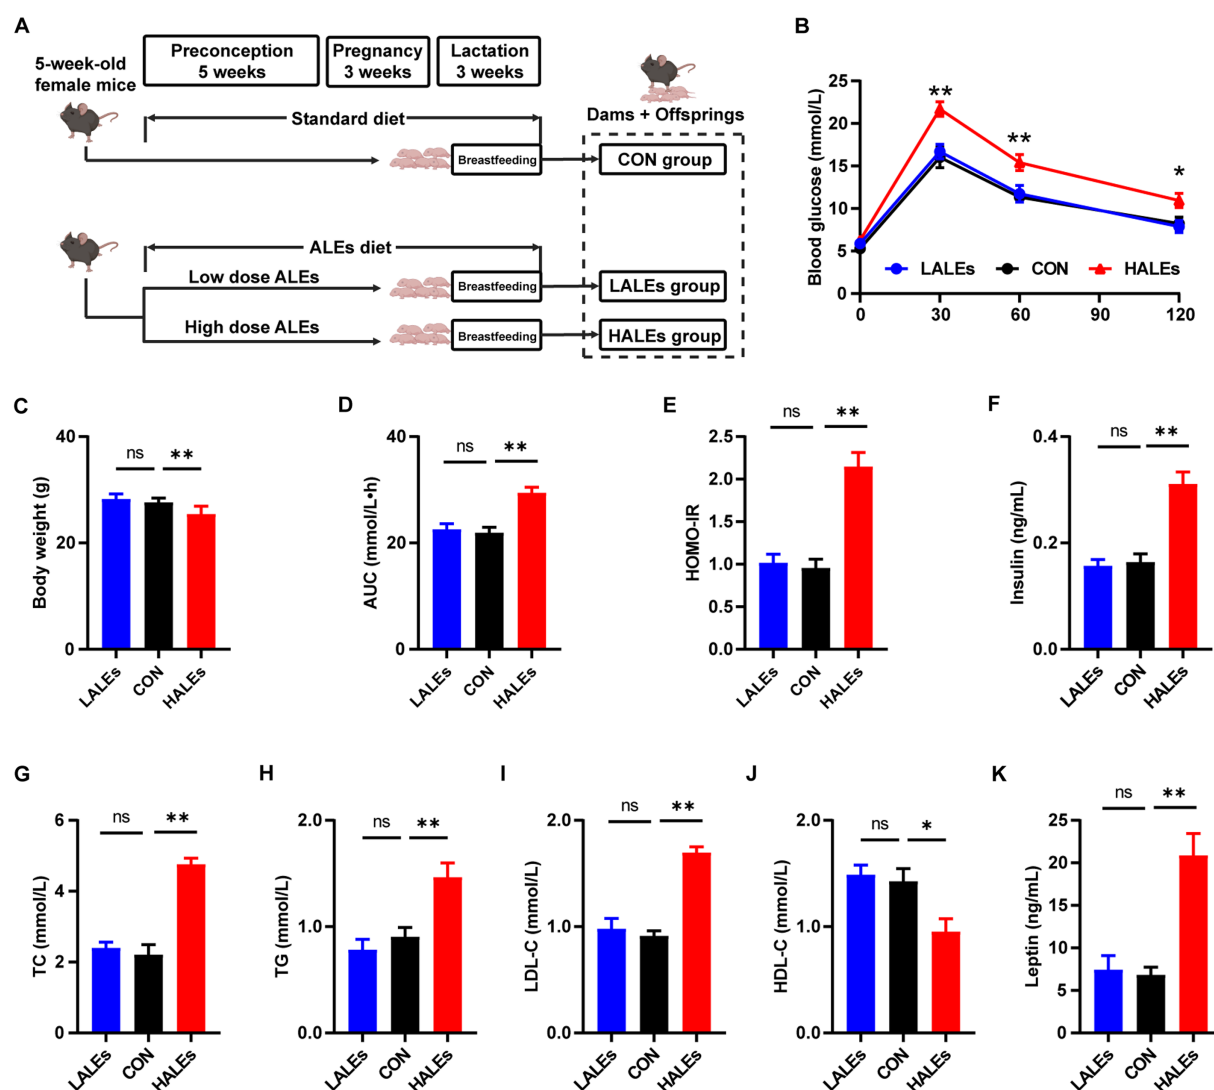 A
5-week-old
female mice
Preconception
5 weeks
Pregnancy
3 weeks
Lactation
3 weeks
Dams + Offsprings
Standard diet
Breastfeeding
CON group
ALEs diet
Low dose ALEs
Breastfeeding
LALEs group
High dose ALEs
Breastfeeding
HALEs group
B
Blood glucose (mmol/L)
25
20
15
10
5
0
**
**
*
LALEs
CON
HALEs
0
30
60
90
120
C
Body weight (g)
40
20
0
ns
**
LALEs
CON
HALEs
D
AUC (mmol/L•h)
40
20
0
ns
**
LALEs
CON
HALEs
E
HOMO-IR
2.5
2.0
1.5
1.0
0.5
0.0
ns
**
LALEs
CON
HALEs
F
Insulin (ng/mL)
0.4
0.2
0.0
ns
**
LALEs
CON
HALEs
G
TC (mmol/L)
6
4
2
0
ns
**
LALEs
CON
HALEs
H
TG (mmol/L)
2.0
1.0
0.0
ns
**
LALEs
CON
HALEs
I
LDL-C (mmol/L)
2.0
1.0
0.0
ns
**
LALEs
CON
HALEs
J
HDL-C (mmol/L)
2.0
1.0
0.0
ns
*
LALEs
CON
HALEs
K
Leptin (ng/mL)
25
20
15
10
5
0
ns
**
LALEs
CON
HALEs